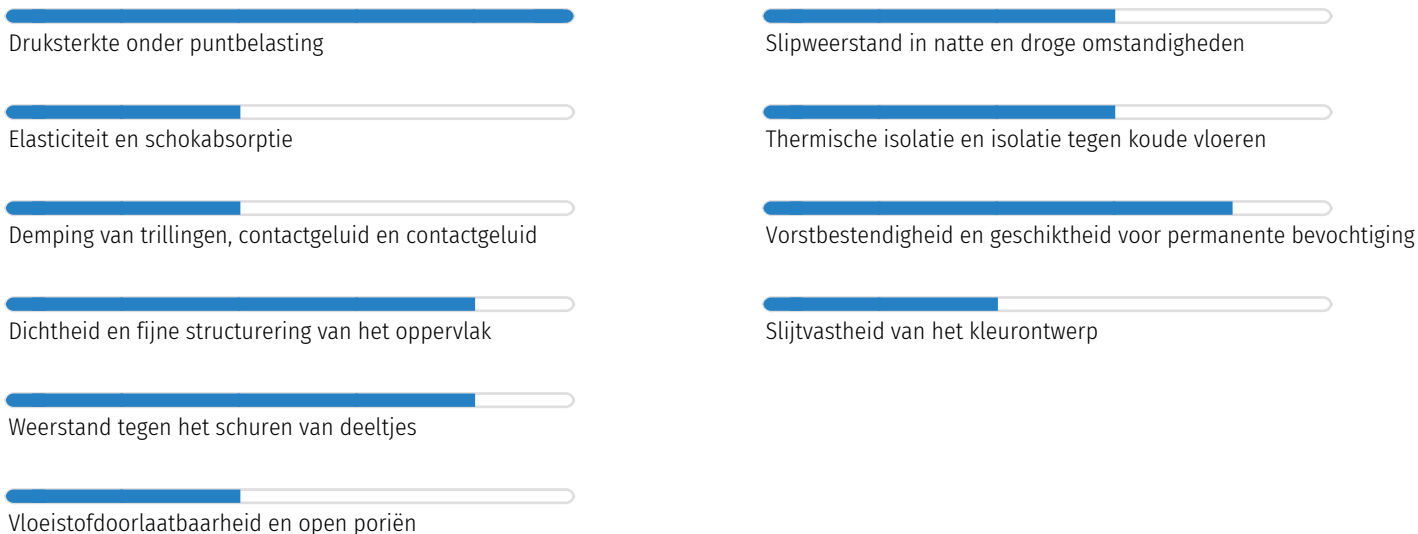 Druksterkte onder puntbelasting
Elasticiteit en schokabsorptie
Demping van trillingen, contactgeluid en contactgeluid
Dichtheid en fijne structurering van het oppervlak
Weerstand tegen het schuren van deeltjes
Vloeistofdoorlaatbaarheid en open poriën
Slipweerstand in natte en droge omstandigheden
Thermische isolatie en isolatie tegen koude vloeren
Vorstbestendigheid en geschiktheid voor permanente bevochtiging
Slijtvastheid van het kleurontwerp